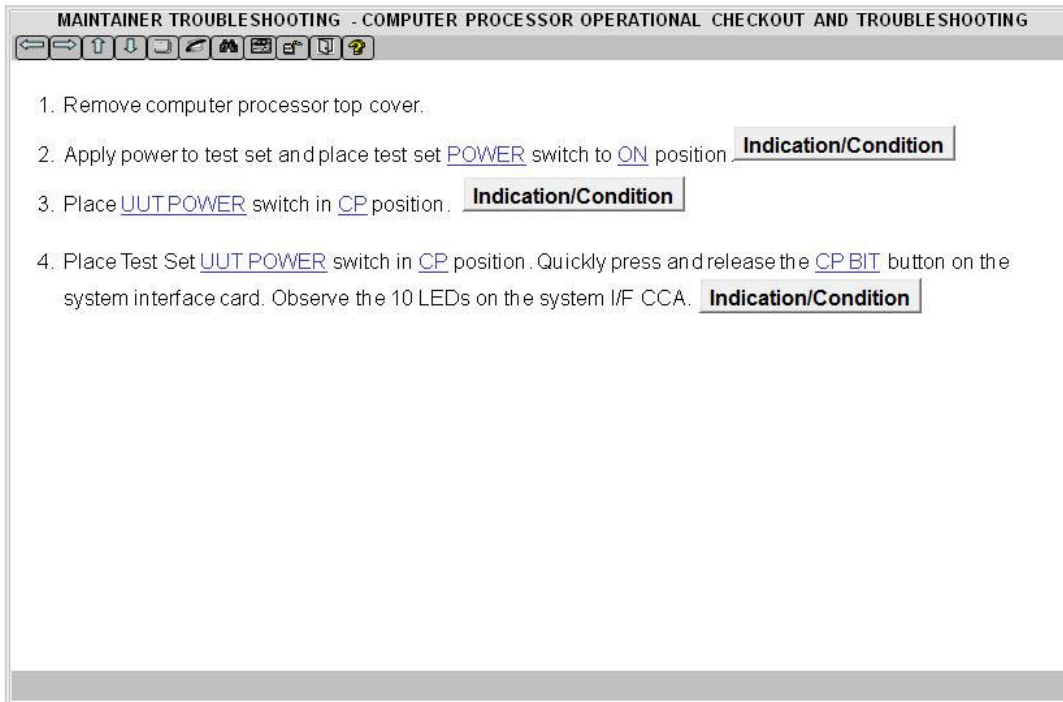 MAINTAINER TROUBLESHOOTING - COMPUTER PROCESSOR OPERATIONAL CHECKOUT AND TROUBLESHOOTING
1. Remove computer processor top cover.
2. Apply power to test set and place test set POWER switch to ON position. Indication/Condition
3. Place UUT POWER switch in CP position. Indication/Condition
4. Place Test Set UUT POWER switch in CP position. Quickly press and release the CP BIT button on the
system interface card. Observe the 10 LEDs on the system I/F CCA. Indication/Condition